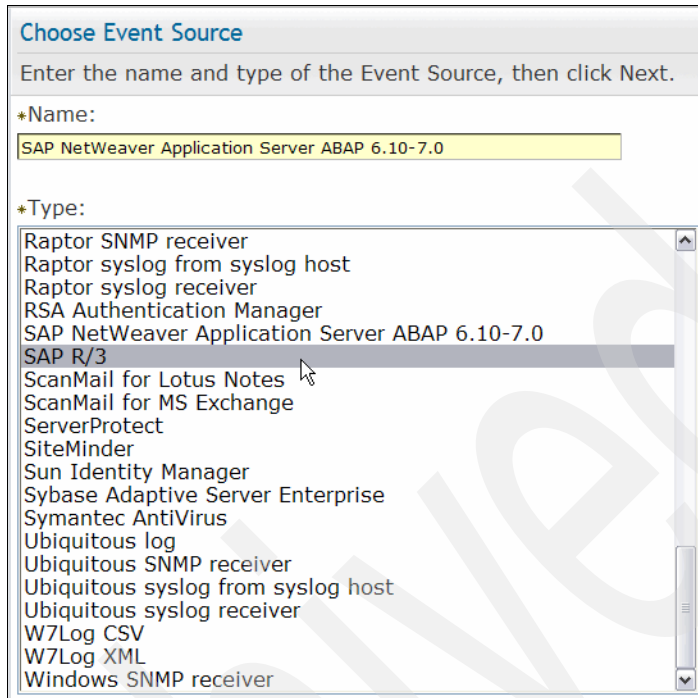 Choose Event Source
Enter the name and type of the Event Source, then click Next.
*Name:
SAP NetWeaver Application Server ABAP 6.10-7.0
*Type:
Raptor SNMP receiver
Raptor syslog from syslog host
Raptor syslog receiver
RSA Authentication Manager
SAP NetWeaver Application Server ABAP 6.10-7.0
SAP R/3
ScanMail for Lotus Notes
ScanMail for MS Exchange
ServerProtect
SiteMinder
Sun Identity Manager
Sybase Adaptive Server Enterprise
Symantec AntiVirus
Ubiquitous log
Ubiquitous SNMP receiver
Ubiquitous syslog from syslog host
Ubiquitous syslog receiver
W7Log CSV
W7Log XML
Windows SNMP receiver